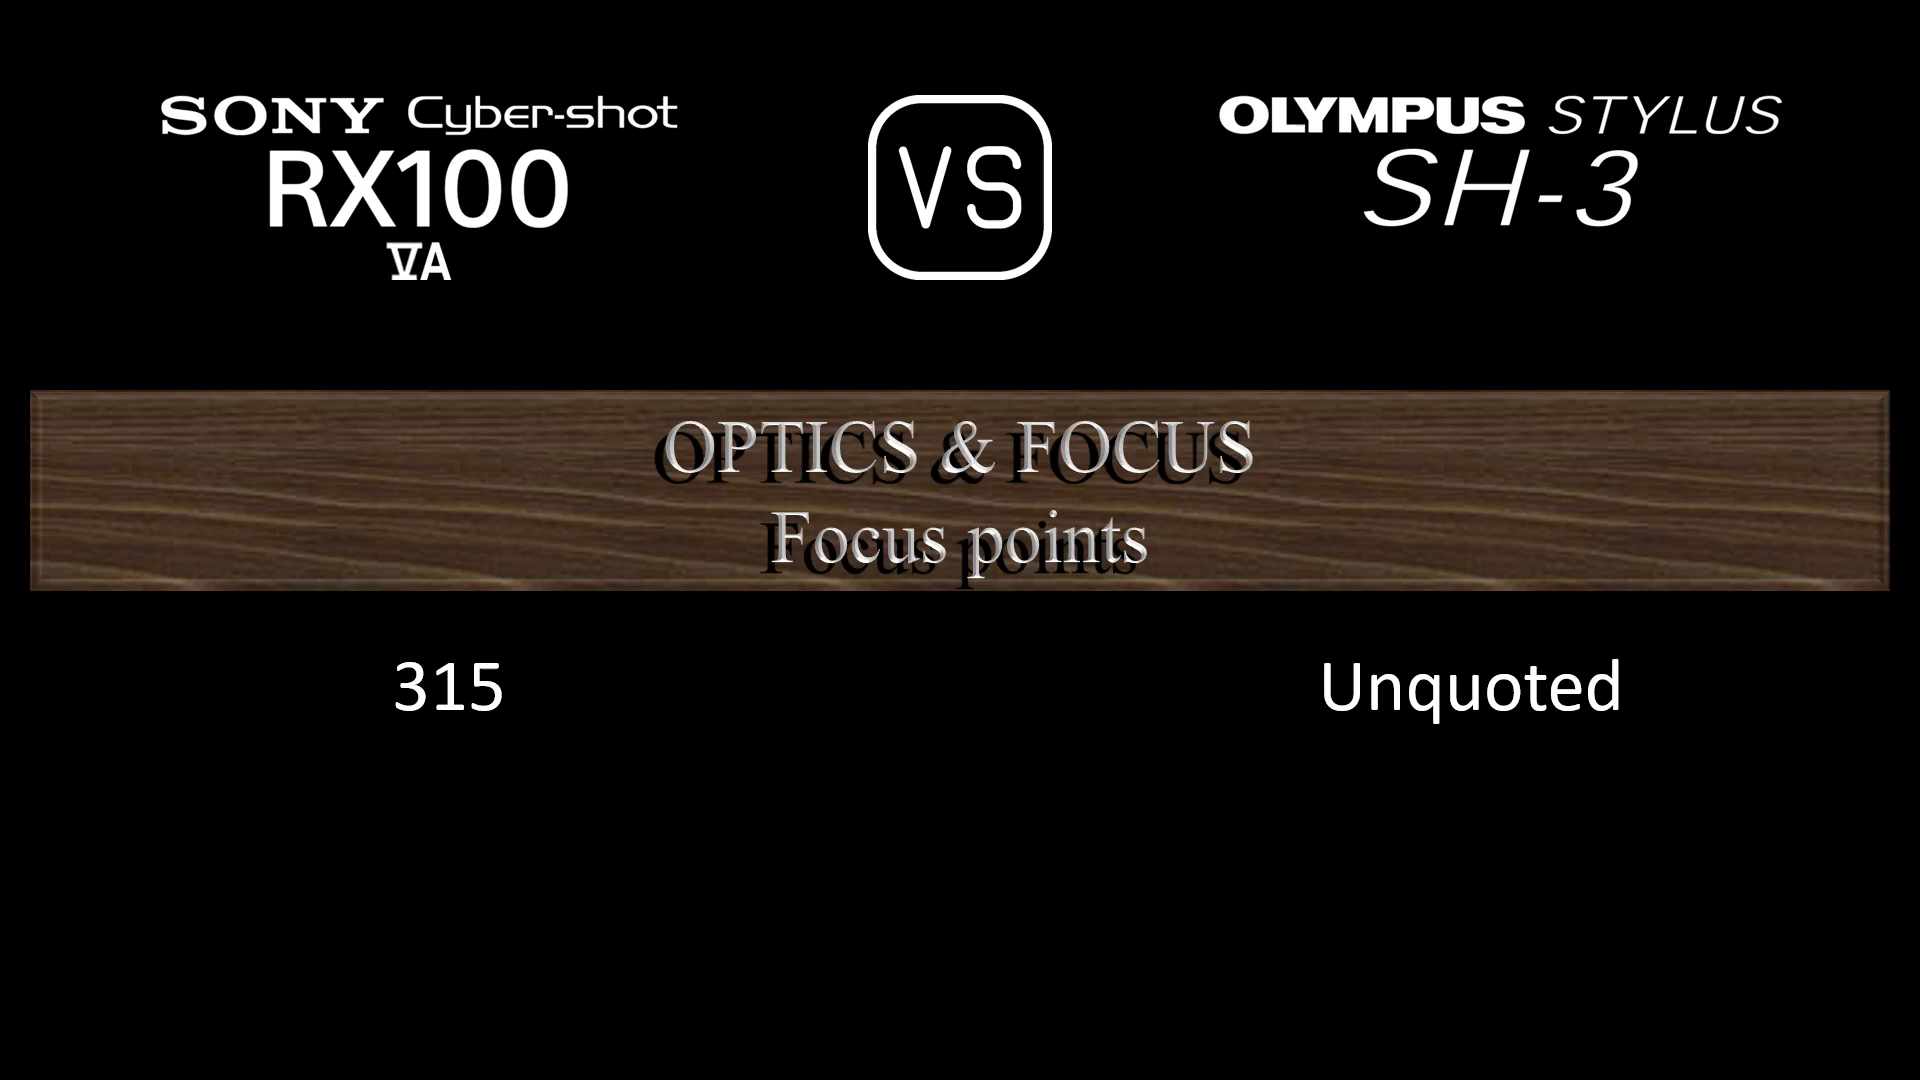 SONY Cyber-shot
RX100
VA
VS
OLYMPUS STYLUS
SH-3
OPTICS & FOCUS
Focus points
315
Unquoted